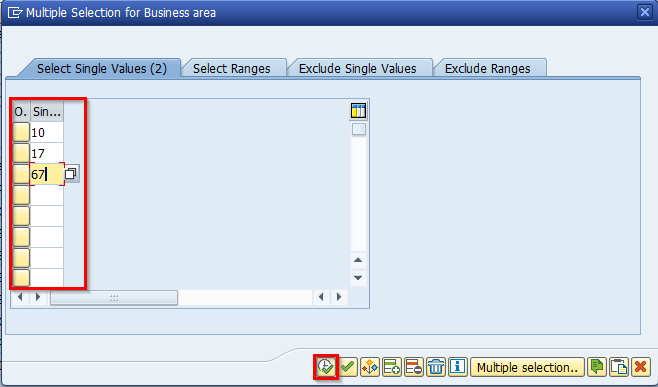 Multiple Selection for Business area
Select Single Values (2) Select Ranges Exclude Single Values Exclude Ranges
O. Sin...
10
17
67
Multiple selection..